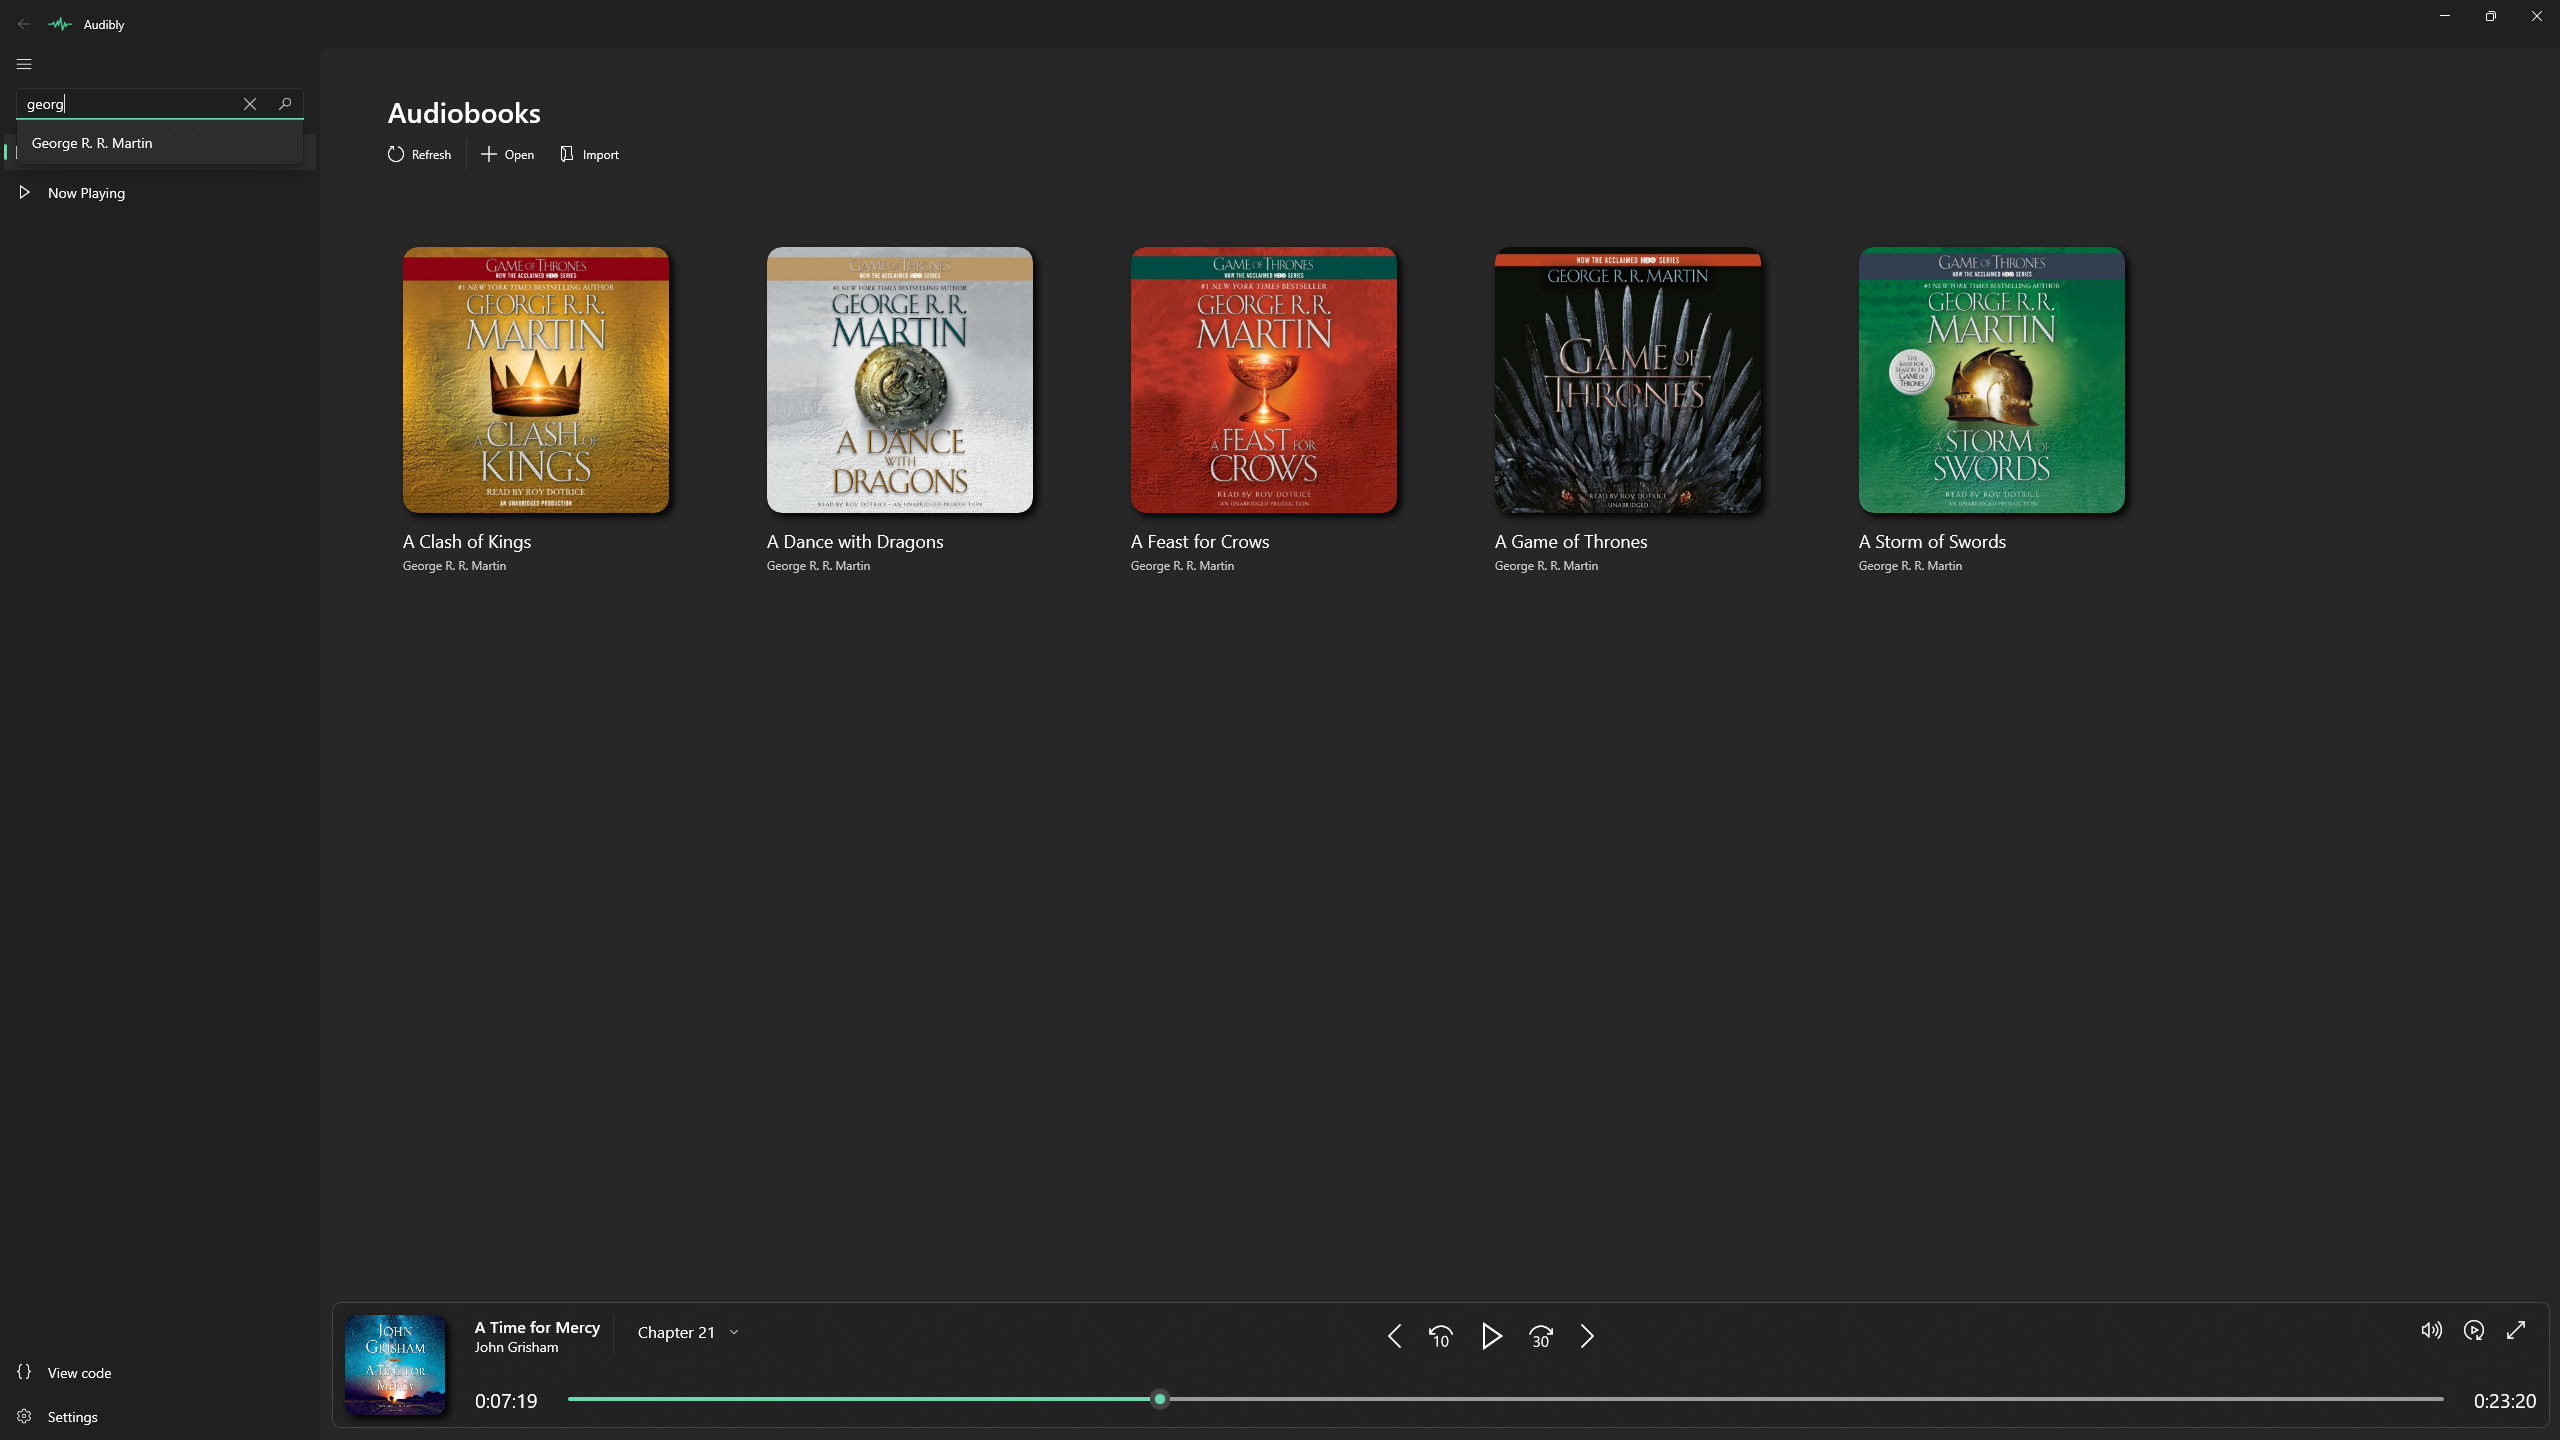 Audibly
georg
George R. R. Martin
Now Playing
Audiobooks
Refresh
Open
Import
GAME OF THRONES
NOW THE ACCLAIMED HBO SERIES
#1 NEW YORK TIMES BESTSELLING AUTHOR
GEORGE R.R.
MARTIN
A CLASH OF
KINGS
READ BY ROY DOTRICE
AN UNABRIDGED PRODUCTION
A Clash of Kings
George R. R. Martin
GAME OF THRONES
NOW THE ACCLAIMED HBO SERIES
#1 NEW YORK TIMES BESTSELLING AUTHOR
GEORGE R.R.
MARTIN
A DANCE
WITH
DRAGONS
READ BY ROY DOTRICE • AN UNABRIDGED PRODUCTION
A Dance with Dragons
George R. R. Martin
GAME OF THRONES
NOW THE ACCLAIMED HBO SERIES
#1 NEW YORK TIMES BESTSELLER
GEORGE R.R.
MARTIN
A FEAST FOR
CROWS
READ BY ROY DOTRICE
AN UNABRIDGED PRODUCTION
A Feast for Crows
George R. R. Martin
NOW THE ACCLAIMED HBO SERIES
GEORGE R. R. MARTIN
GAME OF
THRONES
READ BY ROY DOTRICE
UNABRIDGED
A Game of Thrones
George R. R. Martin
GAME OF THRONES
NOW THE ACCLAIMED HBO SERIES
#1 NEW YORK TIMES BESTSELLING AUTHOR
GEORGE R.R.
MARTIN
THE
BASIS FOR
SEASON 3 OF
GAME OF
THRONES
A STORM OF
SWORDS
READ BY ROY DOTRICE
AN UNABRIDGED PRODUCTION
A Storm of Swords
George R. R. Martin
View code
Settings
JOHN
GRISHAM
A TIME FOR
MERCY
A Time for Mercy
John Grisham
Chapter 21
10
30
0:07:19
0:23:20